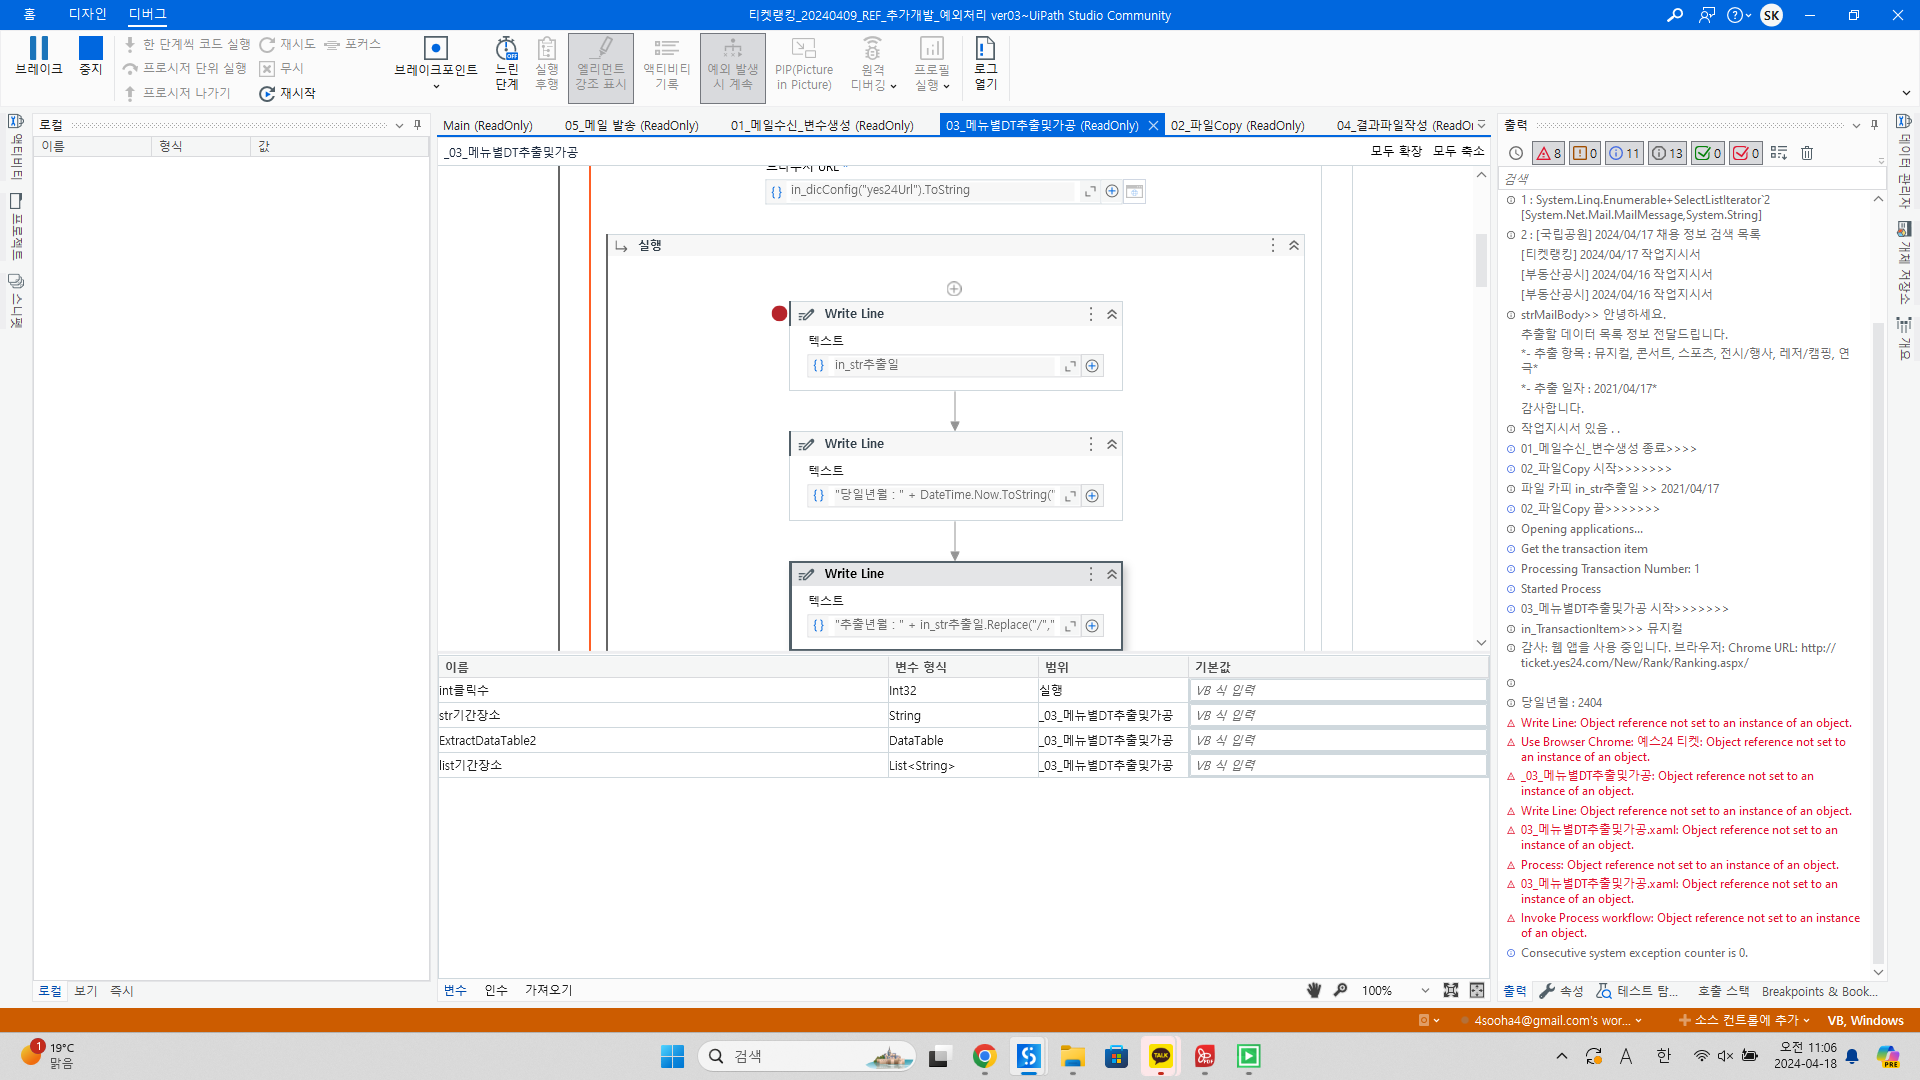 홈 디자인 디버그
티켓랭킹_20240409_REF_추가개발_예외처리 ver03~UiPath Studio Community
SK
브레이크
중지
한 단계씩 코드 실행
프로시저 단위 실행
프로시저 나가기
재시도
무시
재시작
포커스
브레이크포인트
느린
단계
실행
후행
엘리먼트
강조 표시
액티비티
기록
예외 발생
시 계속
PIP(Picture
in Picture)
원격
디버깅
프로필
실행
로그
열기
액티비티
프로젝트
스니펫
로컬
이름 형식 값
로컬 보기 즉시
Main (ReadOnly)
05_메일 발송 (ReadOnly)
01_메일수신_변수생성 (ReadOnly)
03_메뉴별DT추출및가공 (ReadOnly)
02_파일Copy (ReadOnly)
04_결과파일작성 (ReadO
_03_메뉴별DT추출및가공
모두 확장 모두 축소
브라우저 URL *
in_dicConfig("yes24Url").ToString
실행
Write Line
텍스트
in_str추출일
Write Line
텍스트
"당일년월 : " + DateTime.Now.ToString("
Write Line
텍스트
"추출년월 : " + in_str추출일.Replace("/","
이름 변수 형식 범위 기본값
int클릭수 Int32 실행 VB 식 입력
str기간장소 String _03_메뉴별DT추출및가공 VB 식 입력
ExtractDataTable2 DataTable _03_메뉴별DT추출및가공 VB 식 입력
list기간장소 List<String> _03_메뉴별DT추출및가공 VB 식 입력
변수 인수 가져오기
100%
출력
8 0 11 13 0 0
검색
1 : System.Linq.Enumerable+SelectListIterator`2
[System.Net.Mail.MailMessage,System.String]
2 : [국립공원] 2024/04/17 채용 정보 검색 목록
[티켓랭킹] 2024/04/17 작업지시서
[부동산공시] 2024/04/16 작업지시서
[부동산공시] 2024/04/16 작업지시서
strMailBody>> 안녕하세요.
추출할 데이터 목록 정보 전달드립니다.
*- 추출 항목 : 뮤지컬, 콘서트, 스포츠, 전시/행사, 레저/캠핑, 연
극*
*- 추출 일자 : 2021/04/17*
감사합니다.
작업지시서 있음 . .
01_메일수신_변수생성 종료>>>>
02_파일Copy 시작>>>>>>>
파일 카피 in_str추출일 >> 2021/04/17
02_파일Copy 끝>>>>>>>
Opening applications...
Get the transaction item
Processing Transaction Number: 1
Started Process
03_메뉴별DT추출및가공 시작>>>>>>>
in_TransactionItem>>> 뮤지컬
감사: 웹 앱을 사용 중입니다. 브라우저: Chrome URL: http://
ticket.yes24.com/New/Rank/Ranking.aspx/
당일년월 : 2404
Write Line: Object reference not set to an instance of an object.
Use Browser Chrome: 예스24 티켓: Object reference not set to
an instance of an object.
_03_메뉴별DT추출및가공: Object reference not set to an
instance of an object.
Write Line: Object reference not set to an instance of an object.
03_메뉴별DT추출및가공.xaml: Object reference not set to an
instance of an object.
Process: Object reference not set to an instance of an object.
03_메뉴별DT추출및가공.xaml: Object reference not set to an
instance of an object.
Invoke Process workflow: Object reference not set to an instance
of an object.
Consecutive system exception counter is 0.
출력 속성 테스트 탐... 호출 스택 Breakpoints & Book...
데이터 관리자
개체 저장소
개요
4sooha4@gmail.com's wor...
소스 컨트롤에 추가
VB, Windows
1
19°C
맑음
검색
TALK
A 한
오전 11:06
2024-04-18
PRE